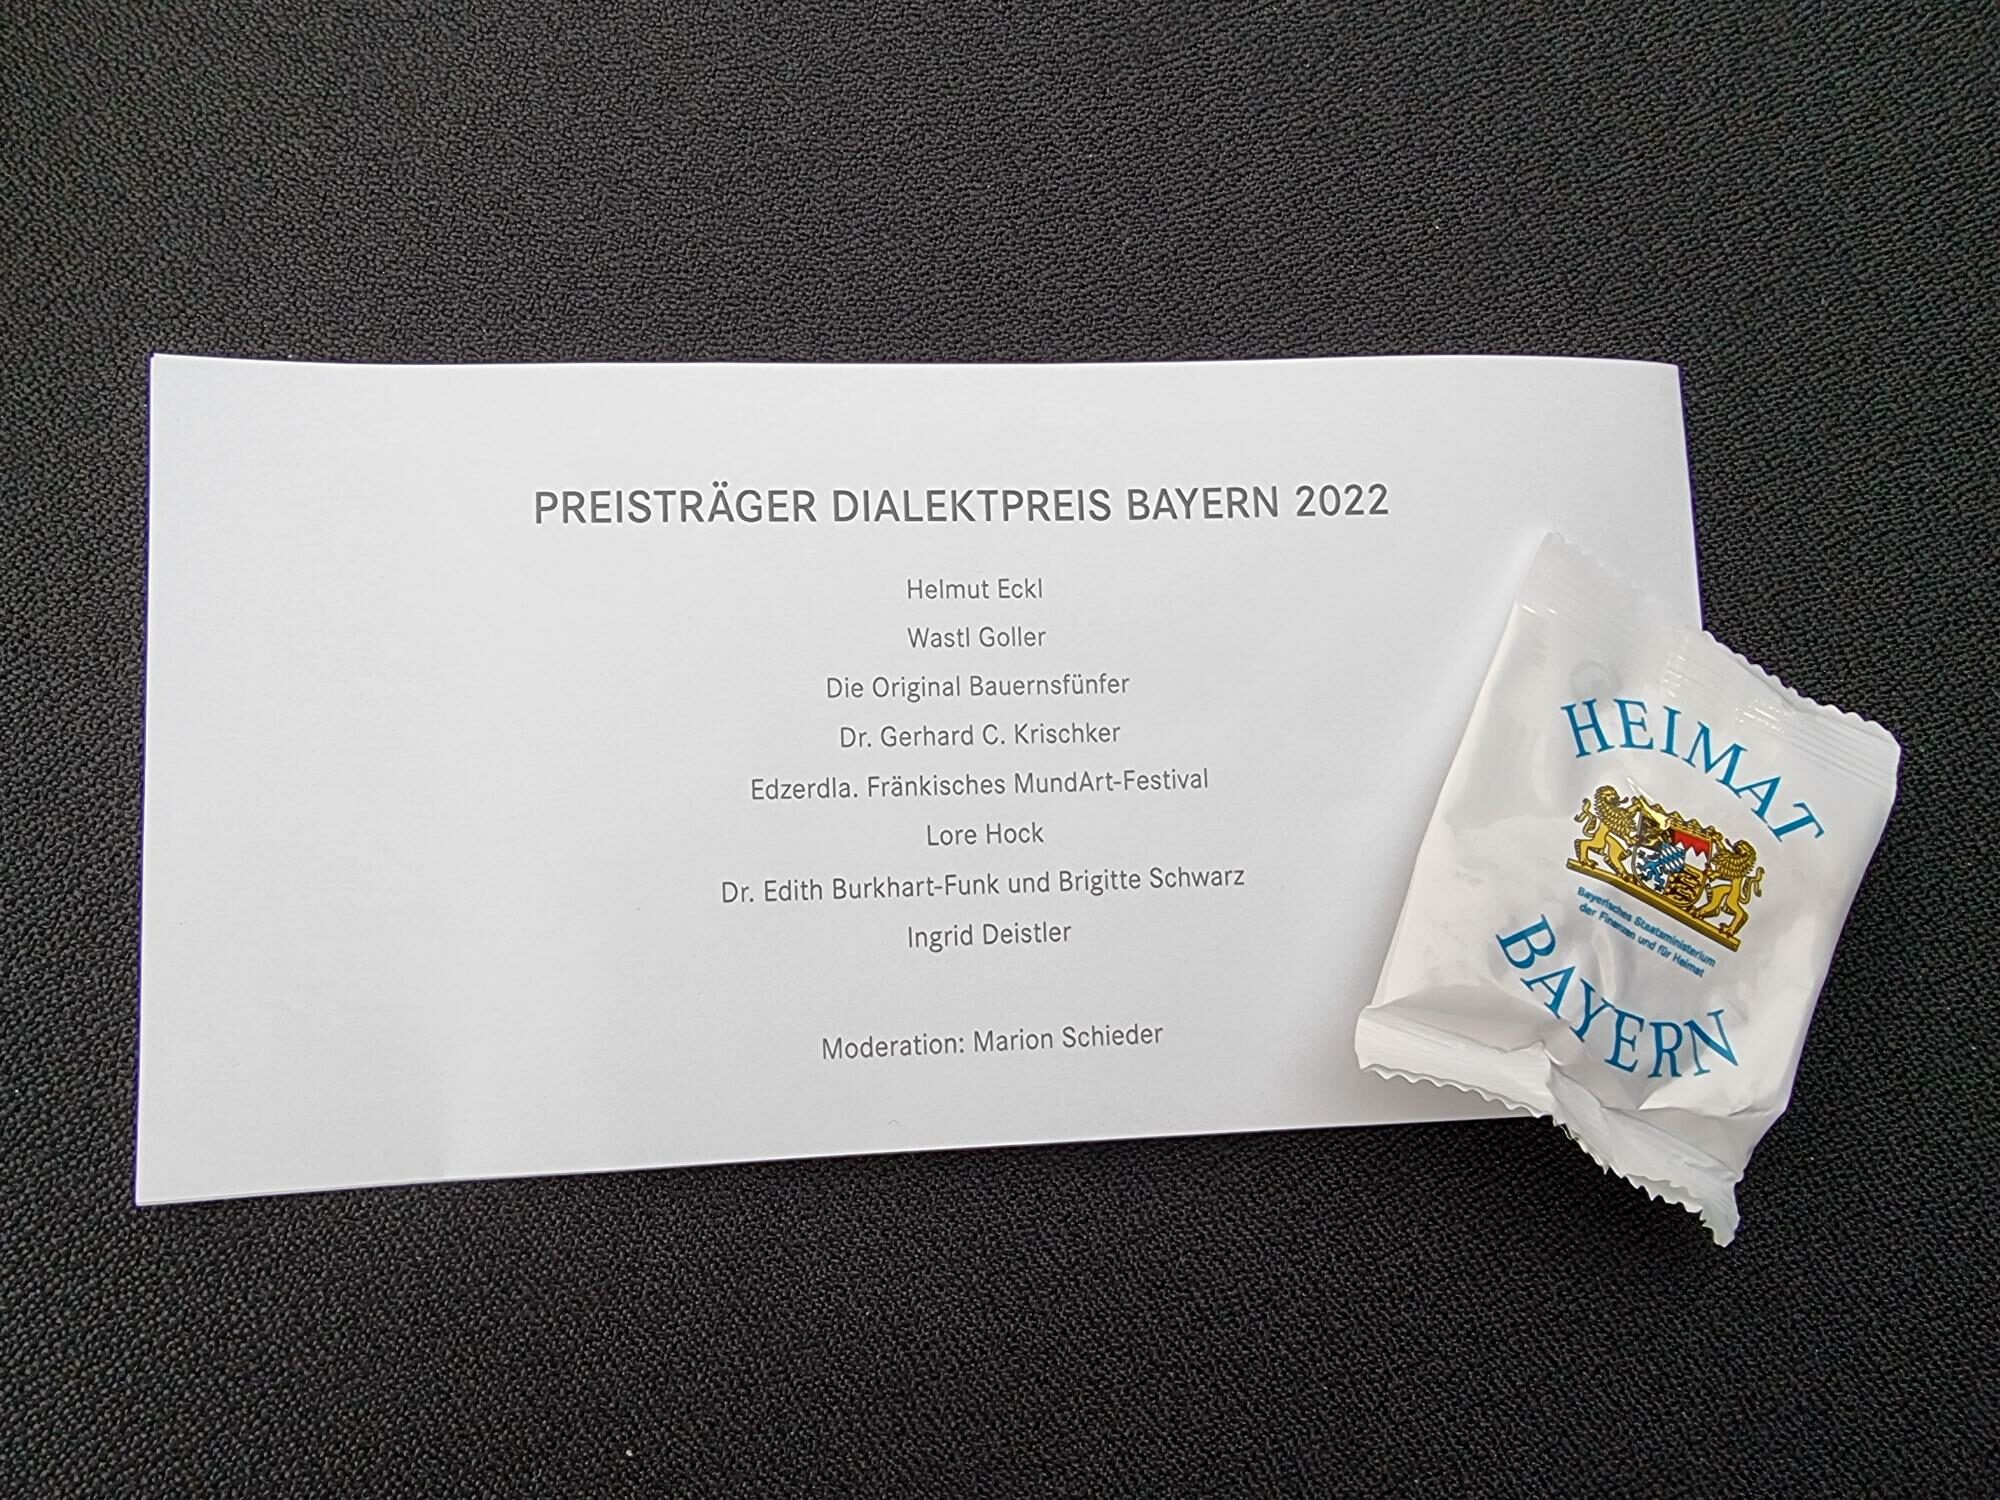 PREISTRÄGER DIALEKTPREIS BAYERN 2022
Helmut Eckl
Wastl Goller
Die Original Bauernsfünfer
Dr. Gerhard C. Krischker
Edzerdla. Fränkisches MundArt-Festival
Lore Hock
Dr. Edith Burkhart-Funk und Brigitte Schwarz
Ingrid Deistler
Moderation: Marion Schieder
HEIMAT
Bayerisches Staatsministerium
der Finanzen und für Heimat
BAYERN